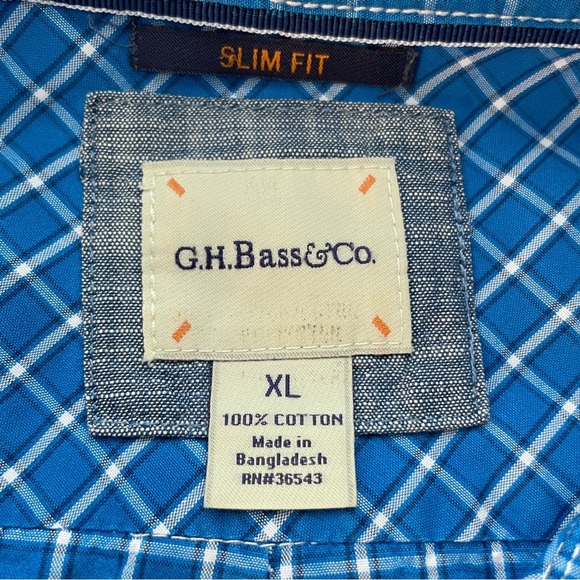 SLIM FIT
G.H.Bass&Co.
XL
100% COTTON
Made in
Bangladesh
RN#36543